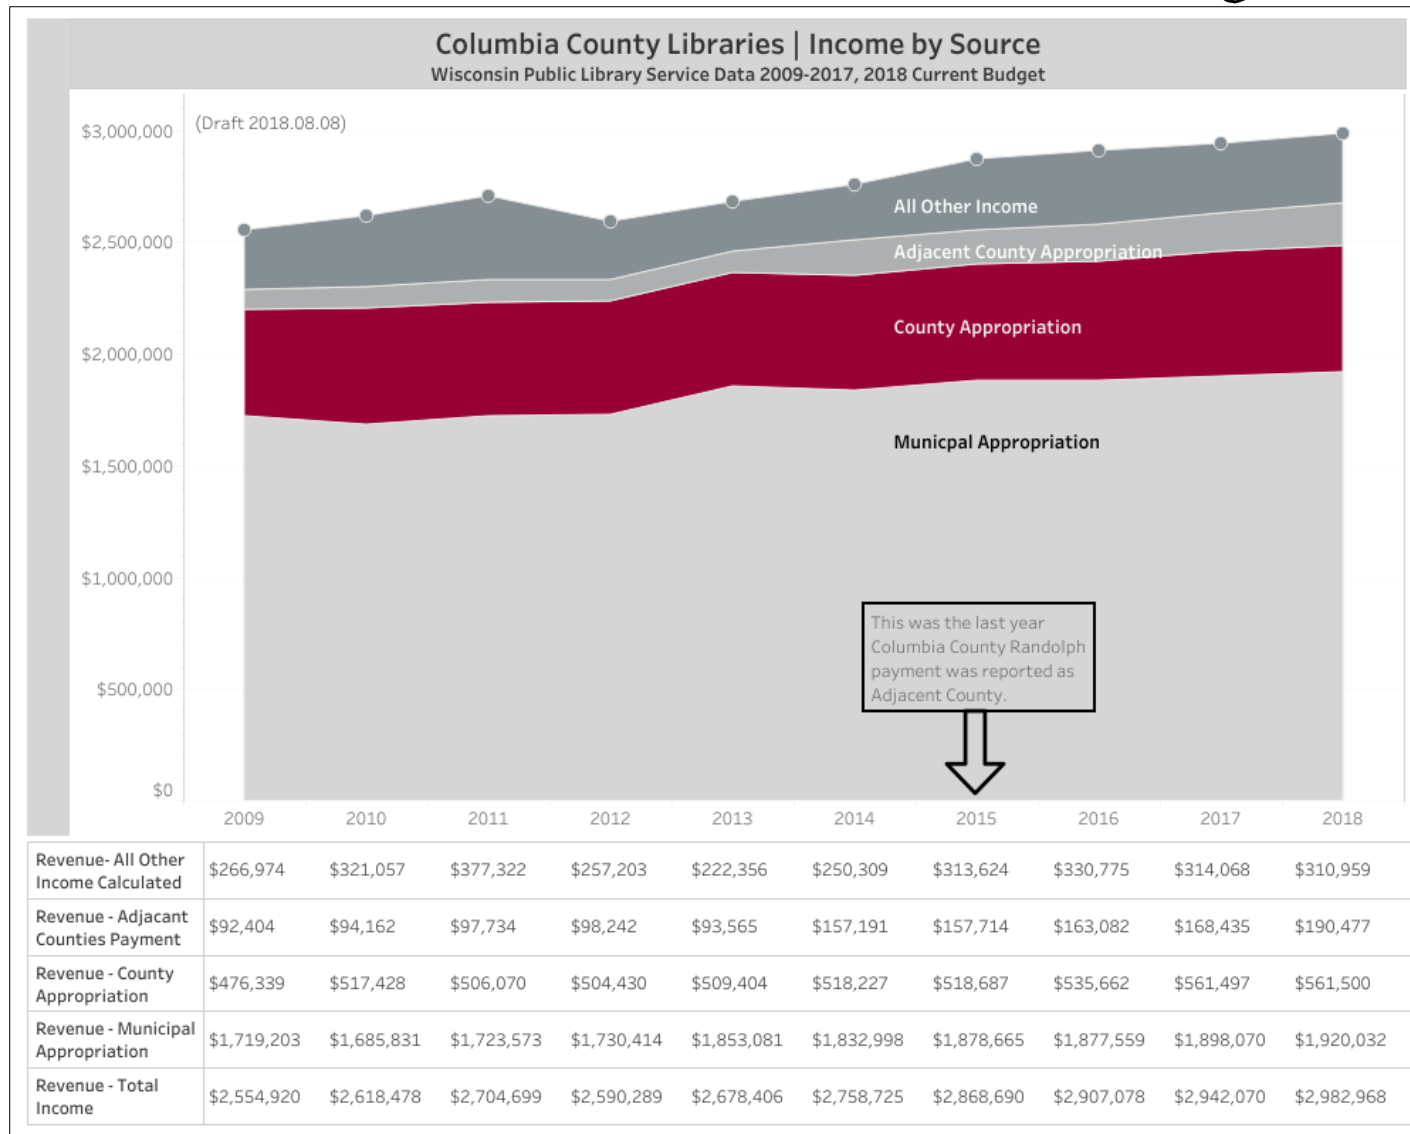 Columbia County Libraries | Income by Source
Wisconsin Public Library Service Data 2009-2017, 2018 Current Budget
(Draft 2018.08.08)
$3,000,000
$2,500,000
$2,000,000
$1,500,000
$1,000,000
$500,000
$0
All Other Income
Adjacent County Appropriation
County Appropriation
Municpal Appropriation
This was the last year
Columbia County Randolph
payment was reported as
Adjacent County.
2009 2010 2011 2012 2013 2014 2015 2016 2017 2018
Revenue- All Other
Income Calculated $266,974 $321,057 $377,322 $257,203 $222,356 $250,309 $313,624 $330,775 $314,068 $310,959
Revenue - Adjacant
Counties Payment $92,404 $94,162 $97,734 $98,242 $93,565 $157,191 $157,714 $163,082 $168,435 $190,477
Revenue - County
Appropriation $476,339 $517,428 $506,070 $504,430 $509,404 $518,227 $518,687 $535,662 $561,497 $561,500
Revenue - Municipal
Appropriation $1,719,203 $1,685,831 $1,723,573 $1,730,414 $1,853,081 $1,832,998 $1,878,665 $1,877,559 $1,898,070 $1,920,032
Revenue - Total
Income $2,554,920 $2,618,478 $2,704,699 $2,590,289 $2,678,406 $2,758,725 $2,868,690 $2,907,078 $2,942,070 $2,982,968